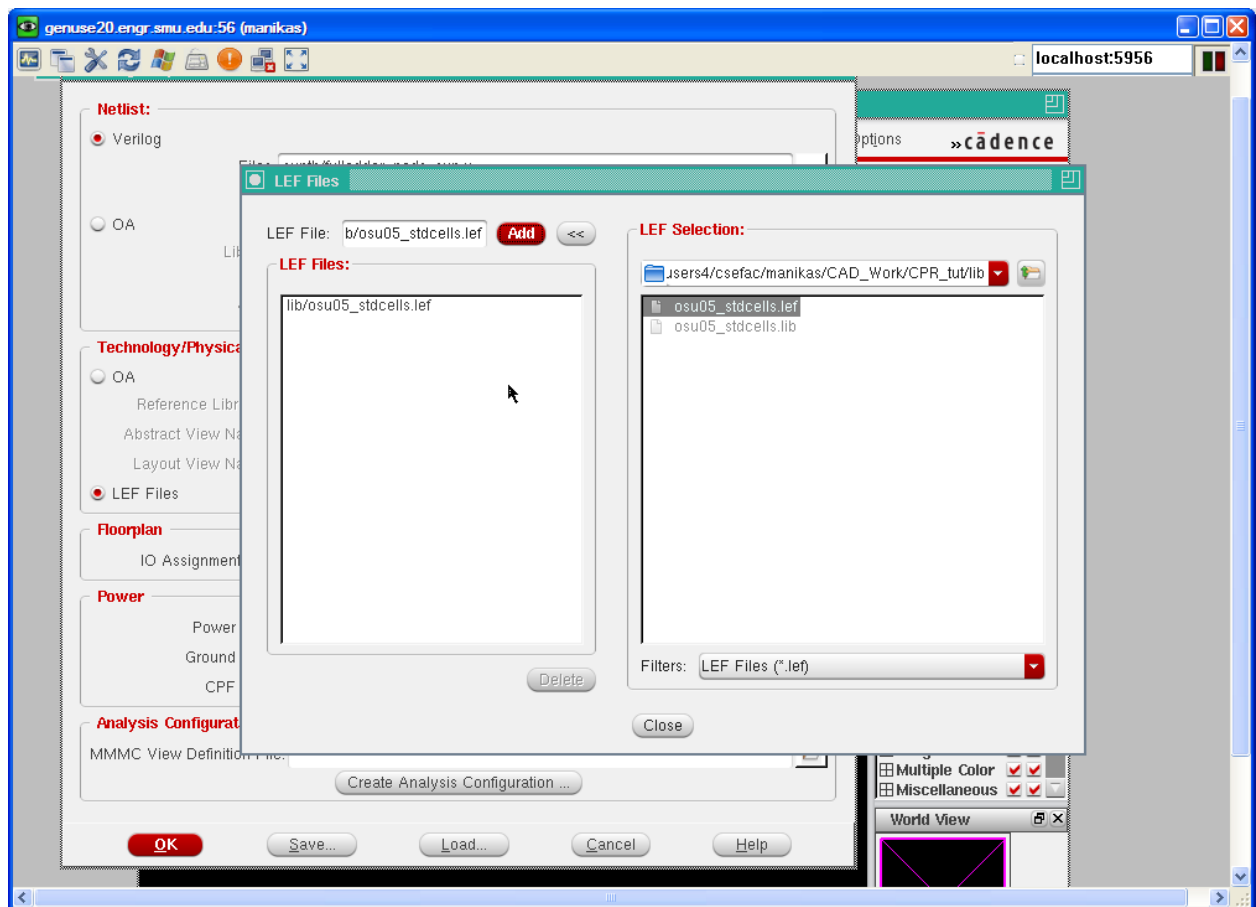 genuse20.engr.smu.edu:56 (manikas)
localhost:5956
Netlist:
Verilog
OA
Technology/Physica
OA
Reference Libr
Abstract View Na
Layout View Na
LEF Files
Floorplan
IO Assignment
Power
Power
Ground
CPF
Analysis Configurat
MMMC View Definition File:
Create Analysis Configuration ...
OK
Save...
Load...
Cancel
Help
ptions
cādence
LEF Files
LEF File:
b/osu05_stdcells.lef
Add
<<
LEF Files:
lib/osu05_stdcells.lef
Delete
LEF Selection:
users4/csefac/manikas/CAD_Work/CPR_tut/lib
osu05_stdcells.lef
osu05_stdcells.lib
Filters:
LEF Files (*.lef)
Close
Multiple Color
Miscellaneous
World View